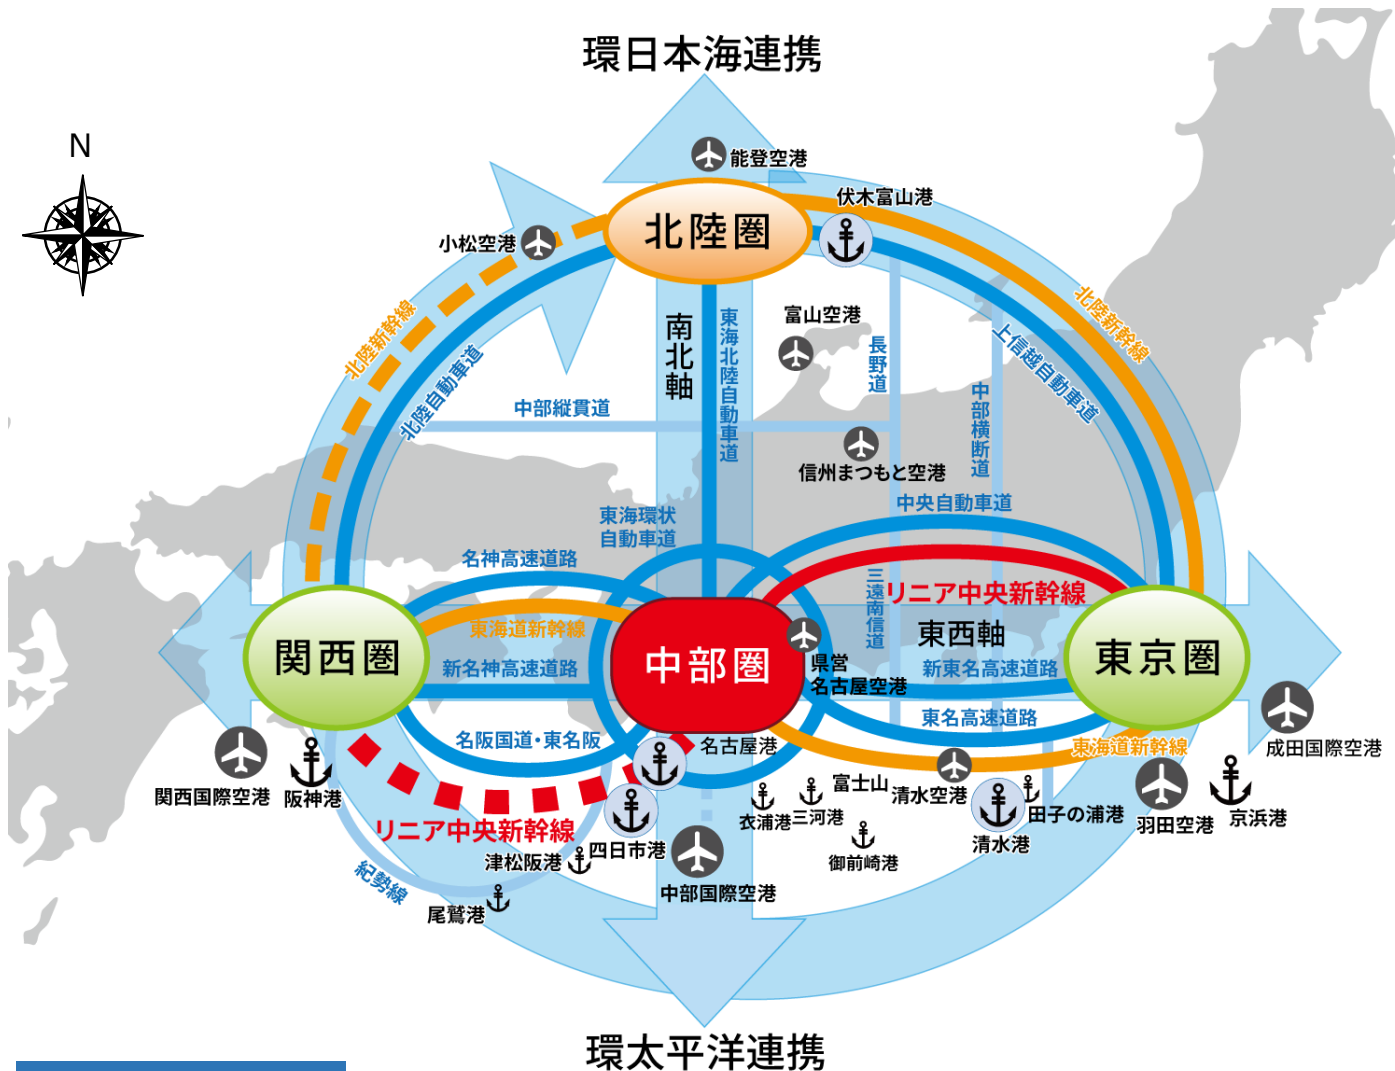 環日本海連携
N
能登空港
伏木富山港
北陸圏
小松空港
北陸新幹線
北陸自動車道
南北軸
東海北陸自動車道
富山空港
長野道
北陸新幹線
上信越自動車道
中部縦貫道
中部横断道
信州まつもと空港
中央自動車道
東海環状
自動車道
名神高速道路
三遠南信道
リニア中央新幹線
東海道新幹線
東西軸
関西圏
中部圏
東京圏
県営
名古屋空港
新名神高速道路
新東名高速道路
東名高速道路
名阪国道・東名阪
名古屋港
東海道新幹線
成田国際空港
関西国際空港
阪神港
富士山
清水空港
衣浦港
三河港
田子の浦港
羽田空港
京浜港
リニア中央新幹線
御前崎港
清水港
津松阪港
四日市港
紀勢線
中部国際空港
尾鷲港
環太平洋連携